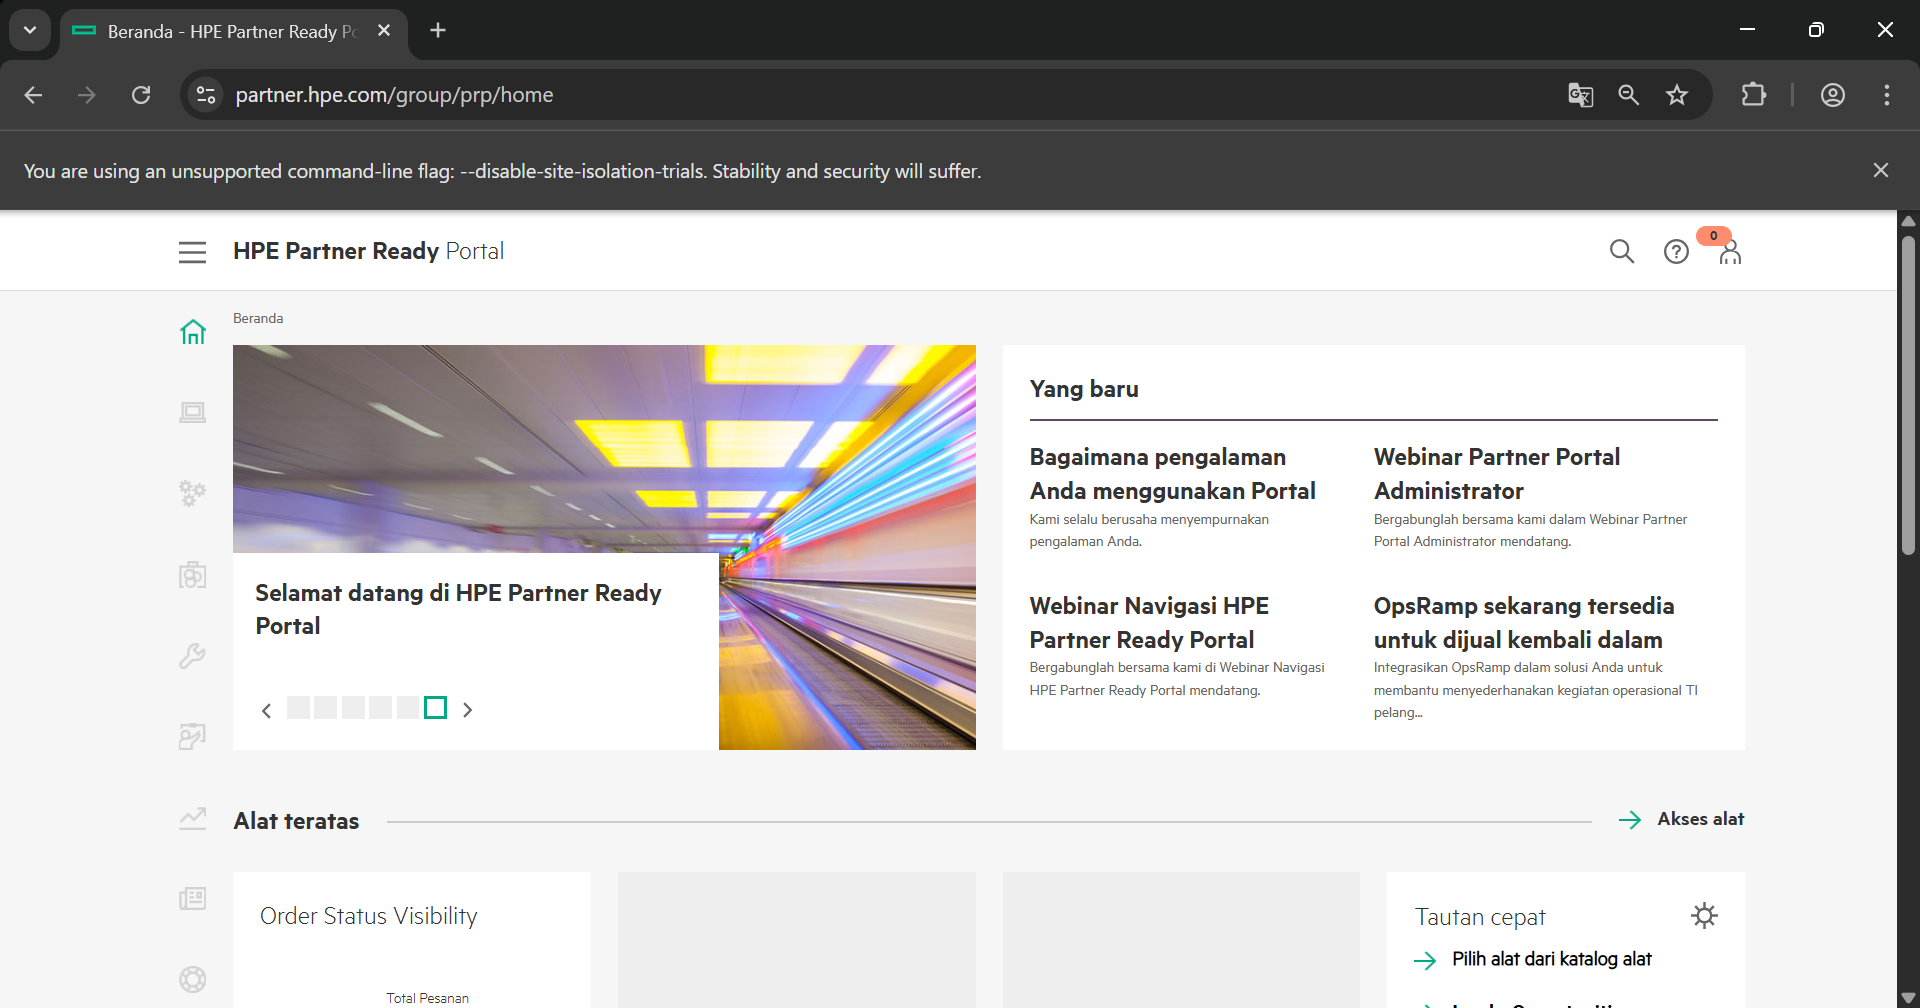 Beranda - HPE Partner Ready Po
partner.hpe.com/group/prp/home
You are using an unsupported command-line flag: --disable-site-isolation-trials. Stability and security will suffer.
HPE Partner Ready Portal
0
Beranda
Selamat datang di HPE Partner Ready
Portal
Yang baru
Bagaimana pengalaman
Anda menggunakan Portal
Kami selalu berusaha menyempurnakan
pengalaman Anda.
Webinar Partner Portal
Administrator
Bergabunglah bersama kami dalam Webinar Partner
Portal Administrator mendatang.
Webinar Navigasi HPE
Partner Ready Portal
Bergabunglah bersama kami di Webinar Navigasi
HPE Partner Ready Portal mendatang.
OpsRamp sekarang tersedia
untuk dijual kembali dalam
Integrasikan OpsRamp dalam solusi Anda untuk
membantu menyederhanakan kegiatan operasional TI
pelang...
Alat teratas
Akses alat
Order Status Visibility
Total Pesanan
Tautan cepat
Pilih alat dari katalog alat